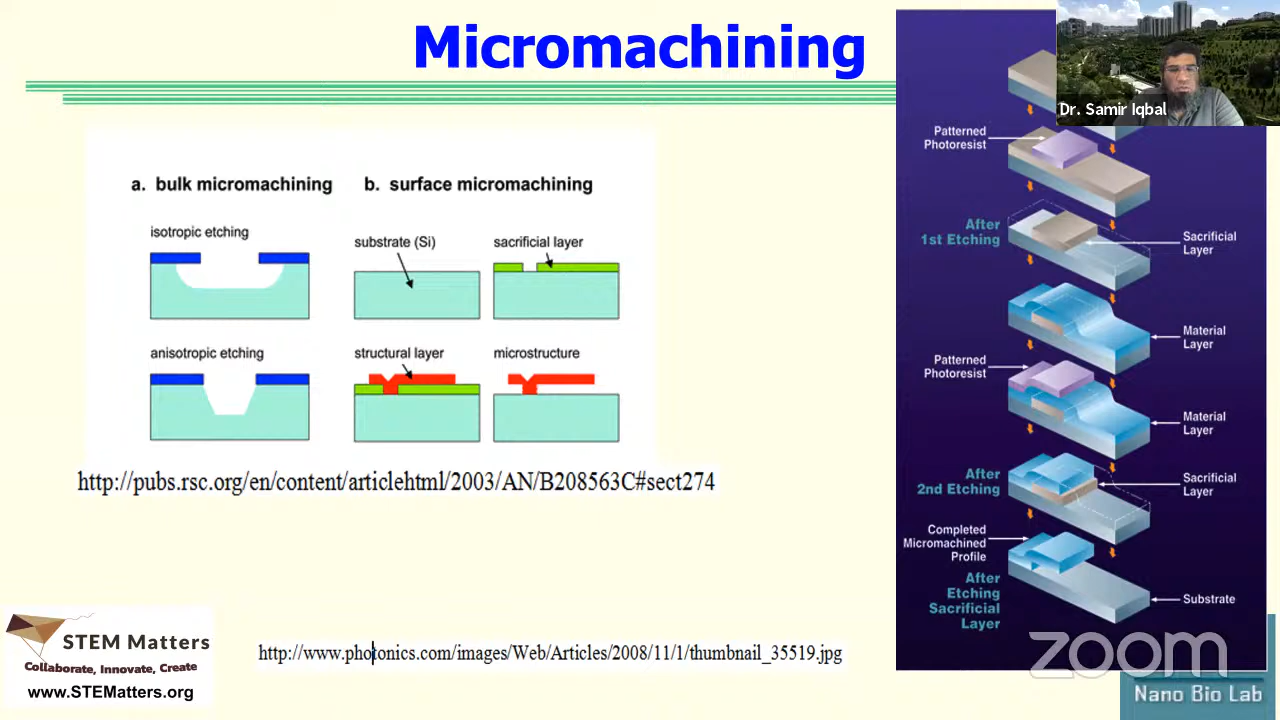 Micromachining
Dr. Samir Iqbal
a. bulk micromachining
b. surface micromachining
isotropic etching
substrate (Si)
sacrificial layer
anisotropic etching
structural layer
microstructure
http://pubs.rsc.org/en/content/articlehtml/2003/AN/B208563C#sect274
http://www.photonics.com/images/Web/Articles/2008/11/1/thumbnail_35519.jpg
Patterned
Photoresist
After
1st Etching
Sacrificial
Layer
Material
Layer
Patterned
Photoresist
Material
Layer
After
2nd Etching
Sacrificial
Layer
Completed
Micromachined
Profile
After
Etching
Sacrificial
Layer
Substrate
STEM Matters
Collaborate, Innovate, Create
www.STEMatters.org
zoom
Nano Bio Lab